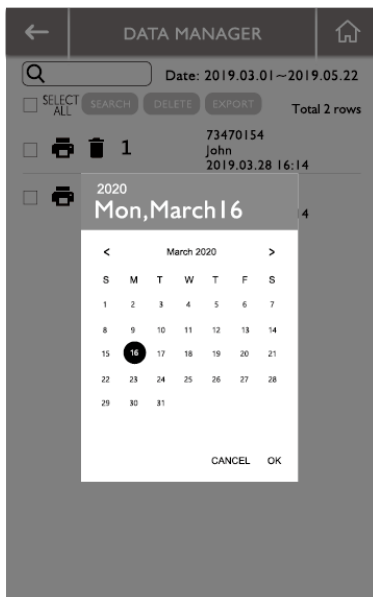 DATA MANAGER
Date: 2019.03.01~2019.05.22
SELECT ALL SEARCH DELETE EXPORT Total 2 rows
1
73470154
John
2019.03.28 16:14
2020
Mon,March16
< March 2020 >
S M T W T F S
1 2 3 4 5 6 7
8 9 10 11 12 13 14
15 16 17 18 19 20 21
22 23 24 25 26 27 28
29 30 31
CANCEL OK